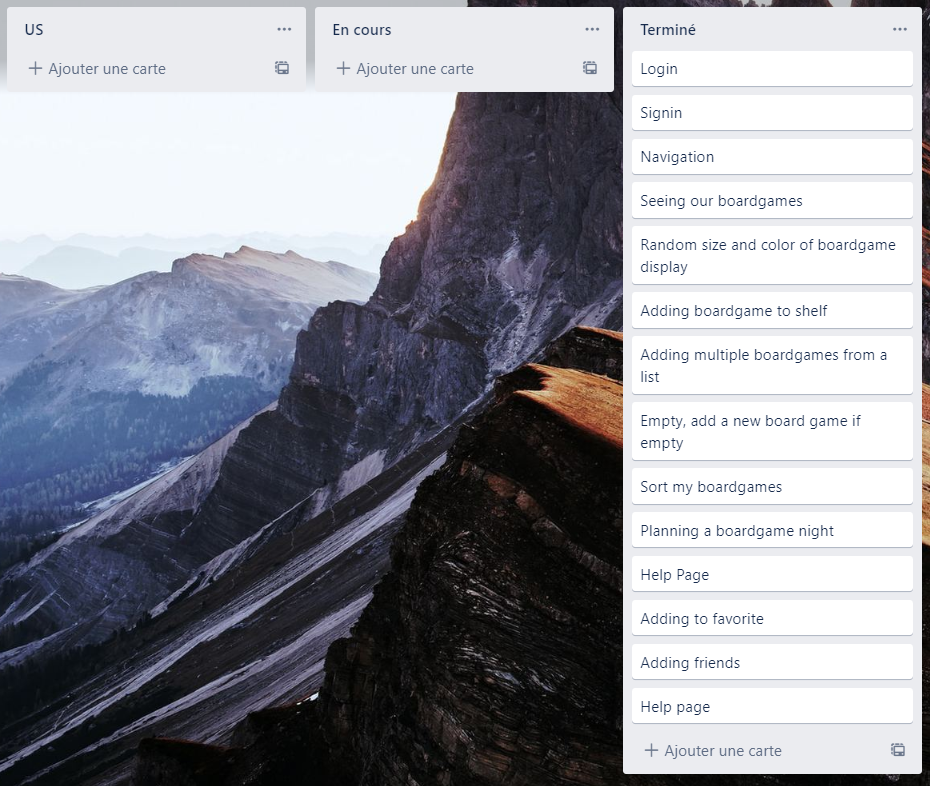 US
Ajouter une carte
En cours
Ajouter une carte
Terminé
Login
Signin
Navigation
Seeing our boardgames
Random size and color of boardgame
display
Adding boardgame to shelf
Adding multiple boardgames from a
list
Empty, add a new board game if
empty
Sort my boardgames
Planning a boardgame night
Help Page
Adding to favorite
Adding friends
Help page
Ajouter une carte